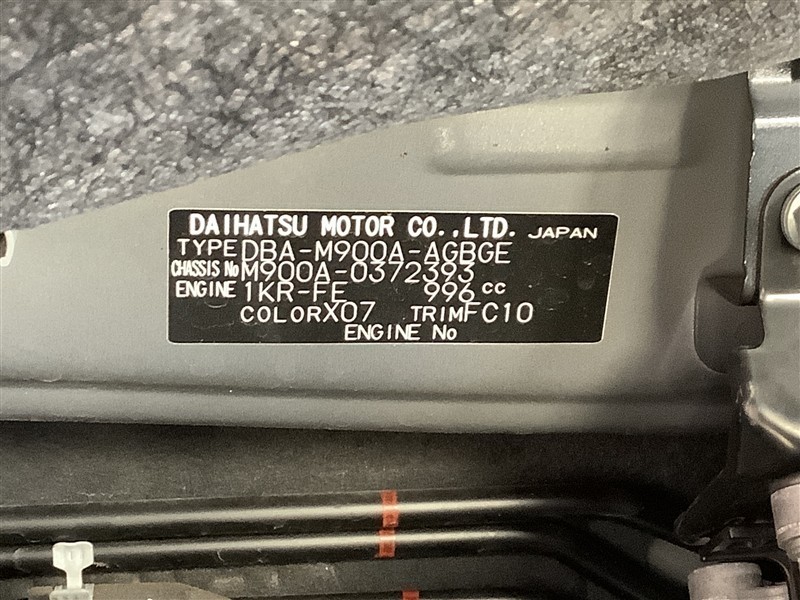 DAIHATSU MOTOR CO.,LTD. JAPAN
TYPE DBA-M900A-AGBGE
CHASSIS No M900A-0372393
ENGINE 1KR-FE 996 cc
COLOR X07 TRIM FC10
ENGINE No